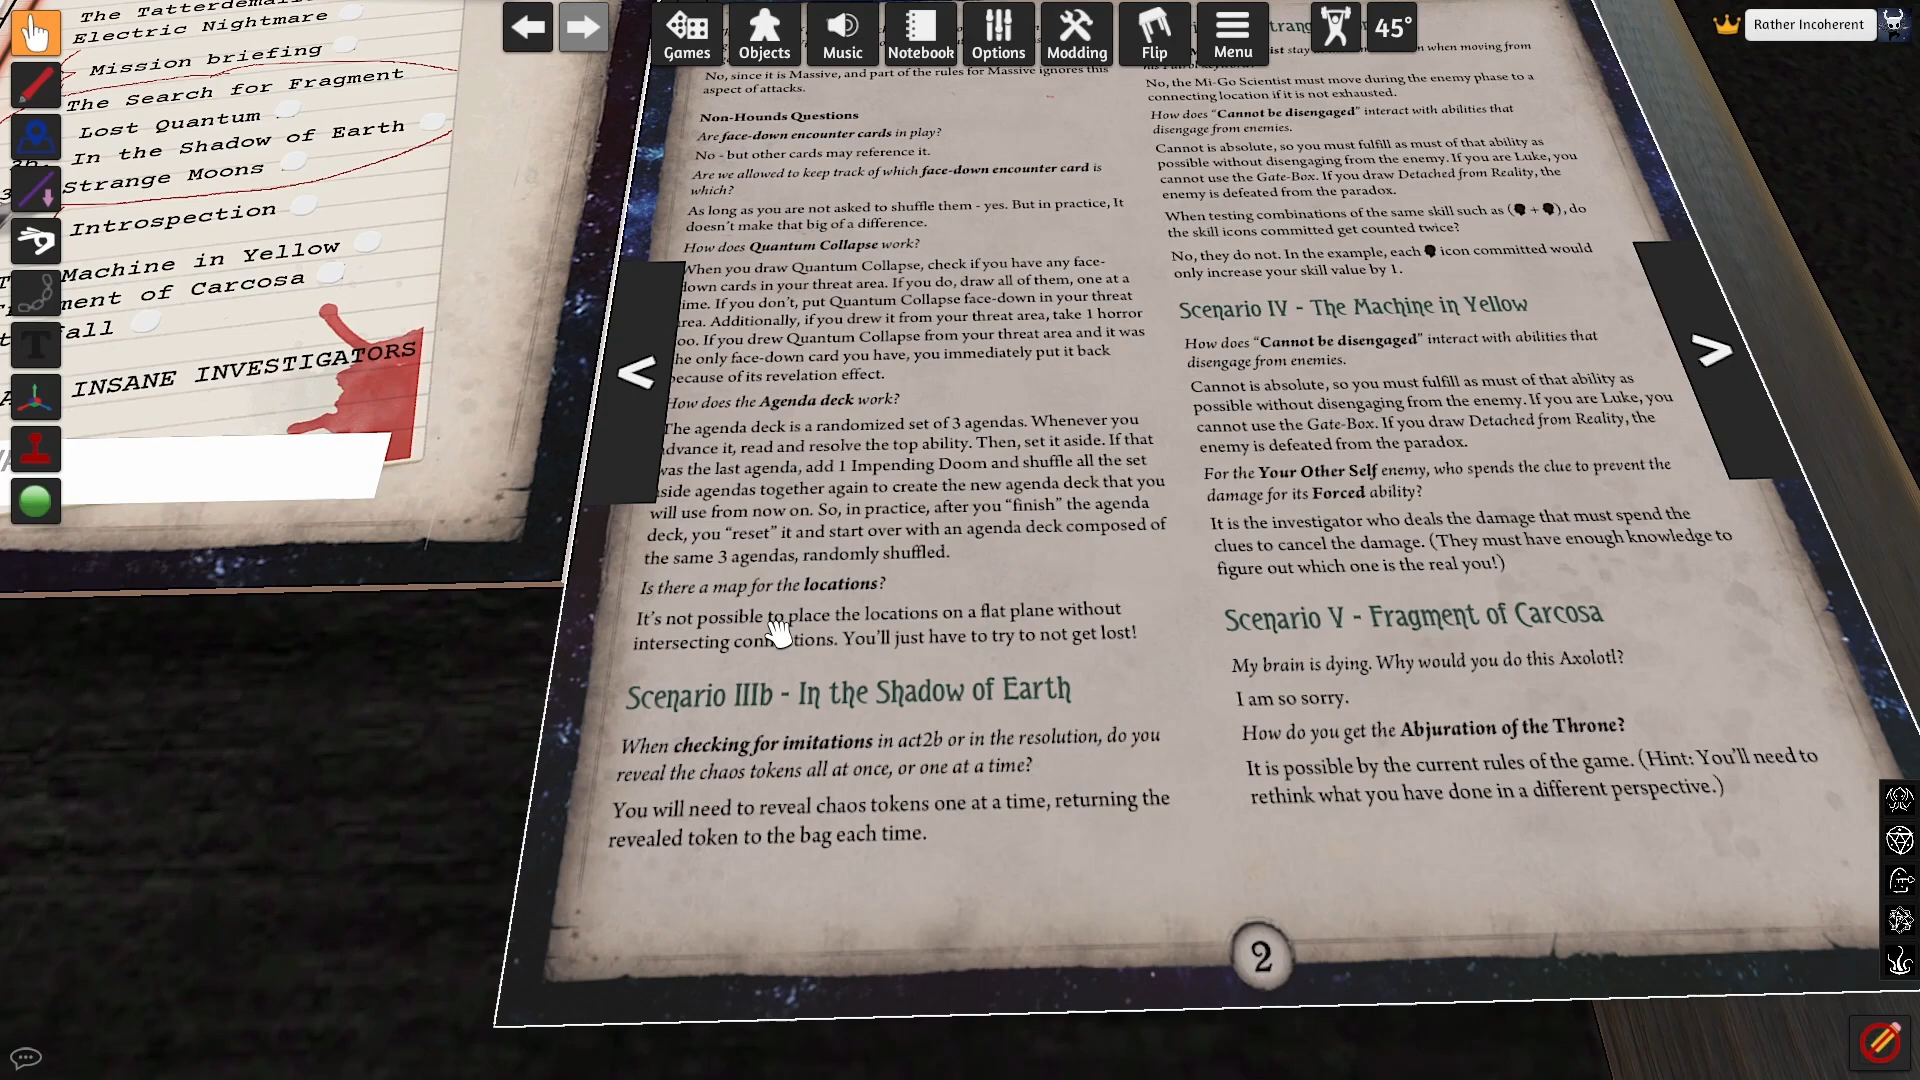 The
Electric Nightmare
Mission briefing
The Search for Fragment
Lost Quantum
In the Shadow of Earth
Strange Moons
Introspection
Machine in Yellow
ment of Carcosa
fall
INSANE INVESTIGATORS
Games
Objects
Music
Notebook
Options
Modding
Flip
Menu
45°
Rather Incoherent
No, since it is Massive, and part of the rules for Massive ignores this
aspect of attacks.
Non-Hounds Questions
Are face-down encounter cards in play?
No - but other cards may reference it.
Are we allowed to keep track of which face-down encounter card is
which?
As long as you are not asked to shuffle them - yes. But in practice, It
doesn't make that big of a difference.
How does Quantum Collapse work?
When you draw Quantum Collapse, check if you have any face-
down cards in your threat area. If you do, draw all of them, one at a
ime. If you don't, put Quantum Collapse face-down in your threat
rea. Additionally, if you drew it from your threat area, take 1 horror
oo. If you drew Quantum Collapse from your threat area and it was
he only face-down card you have, you immediately put it back
because of its revelation effect.
How does the Agenda deck work?
The agenda deck is a randomized set of 3 agendas. Whenever you
advance it, read and resolve the top ability. Then, set it aside. If that
was the last agenda, add 1 Impending Doom and shuffle all the set
aside agendas together again to create the new agenda deck that you
will use from now on. So, in practice, after you “finish” the agenda
deck, you “reset” it and start over with an agenda deck composed of
the same 3 agendas, randomly shuffled.
Is there a map for the locations?
It's not possible to place the locations on a flat plane without
intersecting connections. You'll just have to try to not get lost!
Scenario IIIb - In the Shadow of Earth
When checking for imitations in act2b or in the resolution, do you
reveal the chaos tokens all at once, or one at a time?
You will need to reveal chaos tokens one at a time, returning the
revealed token to the bag each time.
when moving from
No, the Mi-Go Scientist must move during the enemy phase to a
connecting location if it is not exhausted.
How does “Cannot be disengaged” interact with abilities that
disengage from enemies.
Cannot is absolute, so you must fulfill as must of that ability as
possible without disengaging from the enemy. If you are Luke, you
cannot use the Gate-Box. If you draw Detached from Reality, the
enemy is defeated from the paradox.
When testing combinations of the same skill such as ( + ), do
the skill icons committed get counted twice?
No, they do not. In the example, each icon committed would
only increase your skill value by 1.
Scenario IV - The Machine in Yellow
How does “Cannot be disengaged” interact with abilities that
disengage from enemies.
Cannot is absolute, so you must fulfill as must of that ability as
possible without disengaging from the enemy. If you are Luke, you
cannot use the Gate-Box. If you draw Detached from Reality, the
enemy is defeated from the paradox.
For the Your Other Self enemy, who spends the clue to prevent the
damage for its Forced ability?
It is the investigator who deals the damage that must spend the
clues to cancel the damage. (They must have enough knowledge to
figure out which one is the real you!)
Scenario V - Fragment of Carcosa
My brain is dying. Why would you do this Axolotl?
I am so sorry.
How do you get the Abjuration of the Throne?
It is possible by the current rules of the game. (Hint: You'll need to
rethink what you have done in a different perspective.)
2